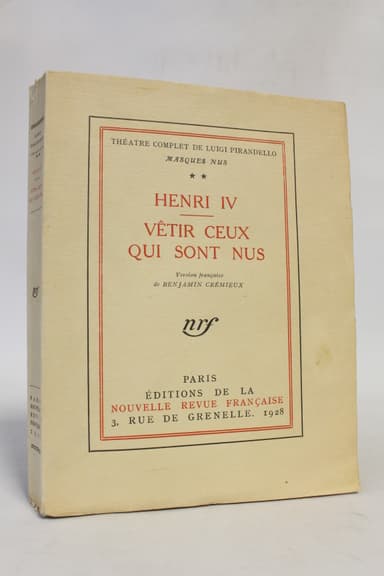 THÉATRE COMPLET DE LUIGI PIRANDELLO
MASQUES NUS
★ ★
HENRI IV
VÊTIR CEUX
QUI SONT NUS
Version française
de BENJAMIN CRÉMIEUX
nrf
PARIS
ÉDITIONS DE LA
NOUVELLE REVUE FRANÇAISE
3, RUE DE GRENELLE. 1928
nrf